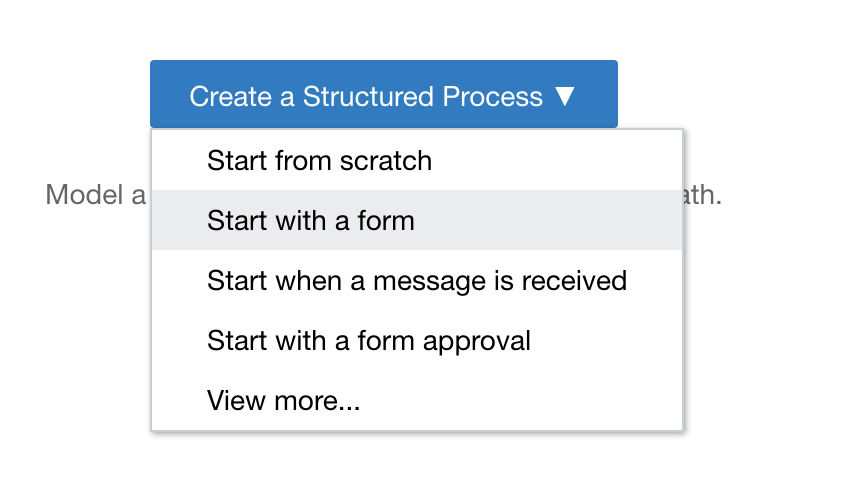 Create a Structured Process ▼
Start from scratch
Model a
Start with a form
Start when a message is received
Start with a form approval
View more...